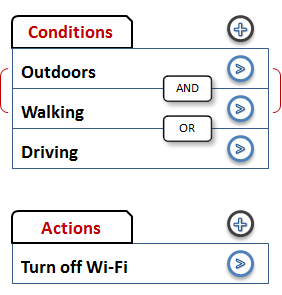 Conditions
Outdoors
AND
Walking
OR
Driving
Actions
Turn off Wi-Fi